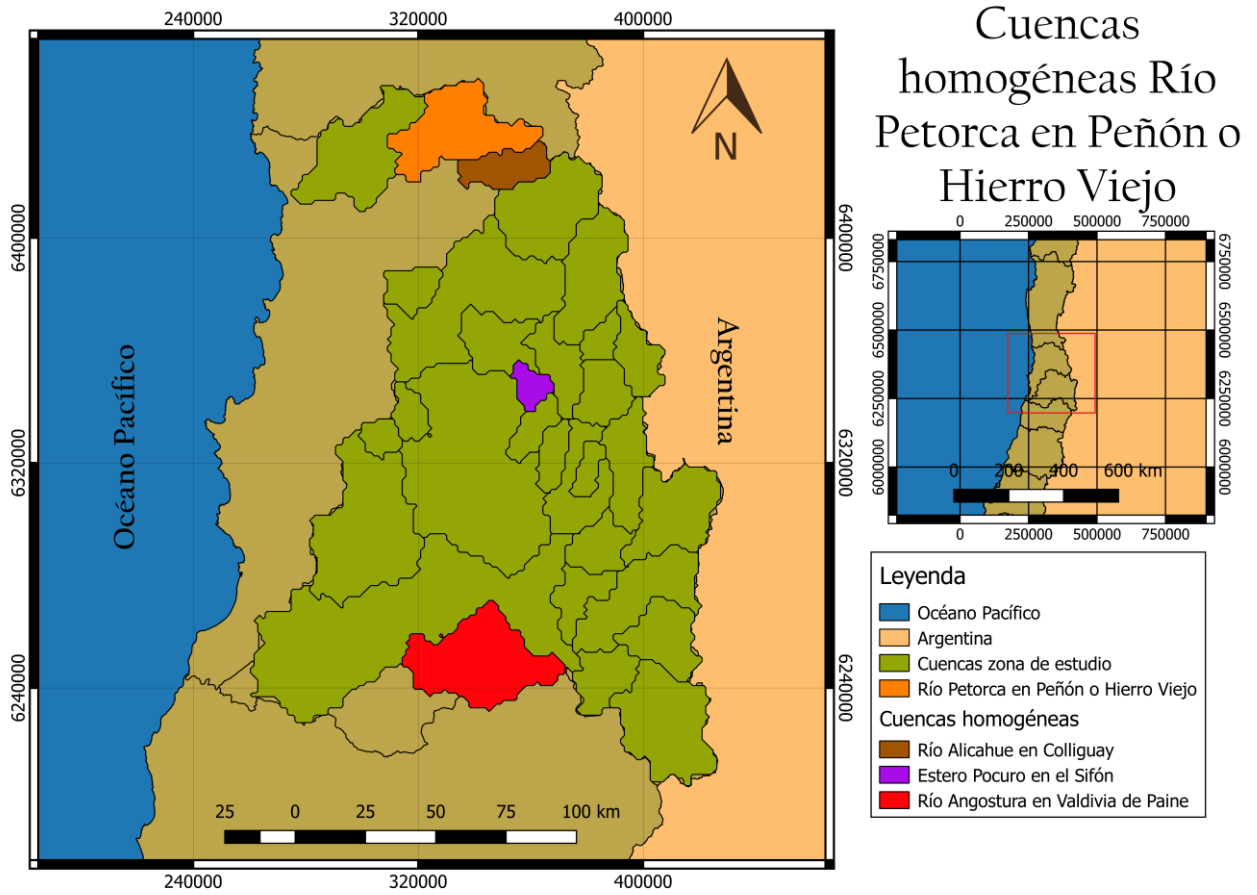 Cuencas
homogéneas Río
Petorca en Peñón o
Hierro Viejo
240000 320000 400000
6400000 6400000
6320000 6320000
6240000 6240000
240000 320000 400000
Océano Pacífico
Argentina
N
25 0 25 50 75 100 km
0 250000 500000 750000
6750000 6750000
6500000 6500000
6250000 6250000
6000000 6000000
0 200 400 600 km
0 250000 500000 750000
Leyenda
Océano Pacífico
Argentina
Cuencas zona de estudio
Río Petorca en Peñón o Hierro Viejo
Cuencas homogéneas
Río Alicahue en Colliguay
Estero Pocuro en el Sifón
Río Angostura en Valdivia de Paine